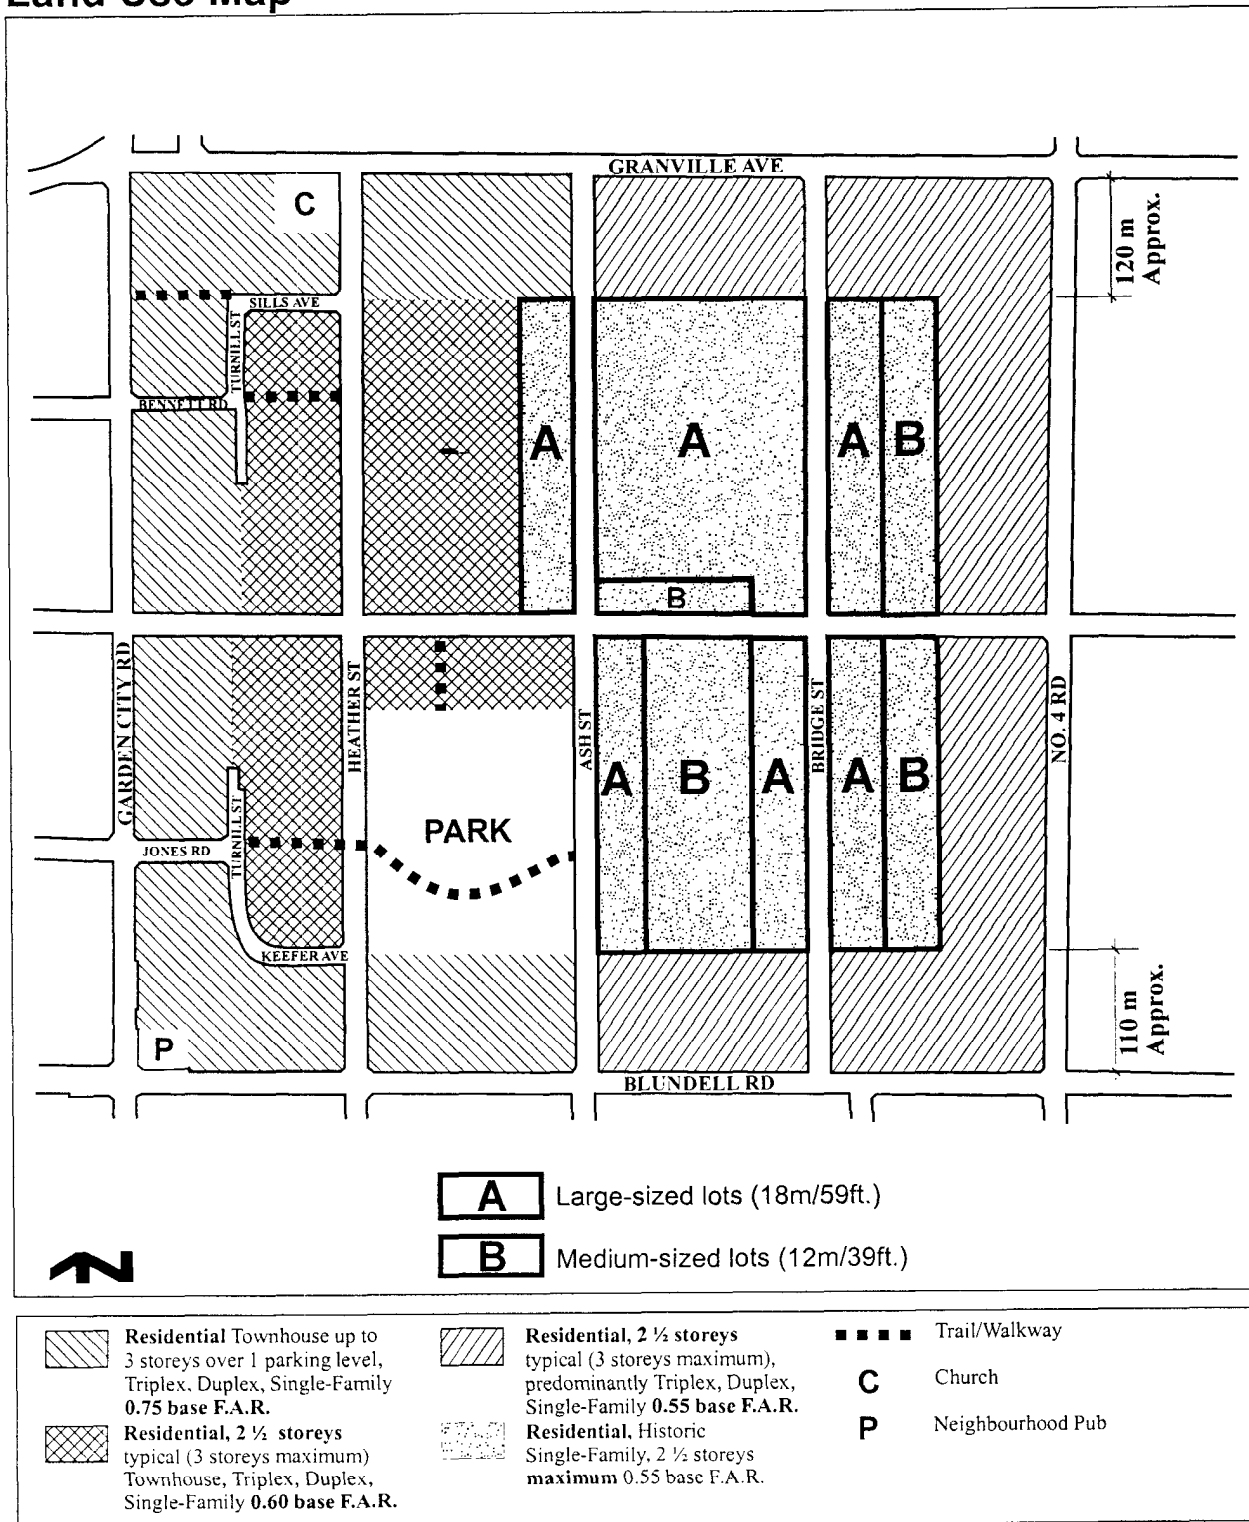 Land Use Map
GRANVILLE AVE
C
120 m
Approx.
SILLS AVE
TURNILL ST
BENNETT RD
A
A
A
B
B
GARDEN CITY RD
HEATHER ST
ASH ST
BRIDGE ST
NO. 4 RD
A
B
A
A
B
PARK
JONES RD
TURNILL ST
KEEFER AVE
P
110 m
Approx.
BLUNDELL RD
A Large-sized lots (18m/59ft.)
B Medium-sized lots (12m/39ft.)
N
Residential Townhouse up to
3 storeys over 1 parking level,
Triplex, Duplex, Single-Family
0.75 base F.A.R.
Residential, 2 ½ storeys
typical (3 storeys maximum)
Townhouse, Triplex, Duplex,
Single-Family 0.60 base F.A.R.
Residential, 2 ½ storeys
typical (3 storeys maximum),
predominantly Triplex, Duplex,
Single-Family 0.55 base F.A.R.
Residential, Historic
Single-Family, 2 ½ storeys
maximum 0.55 base F.A.R.
Trail/Walkway
C Church
P Neighbourhood Pub